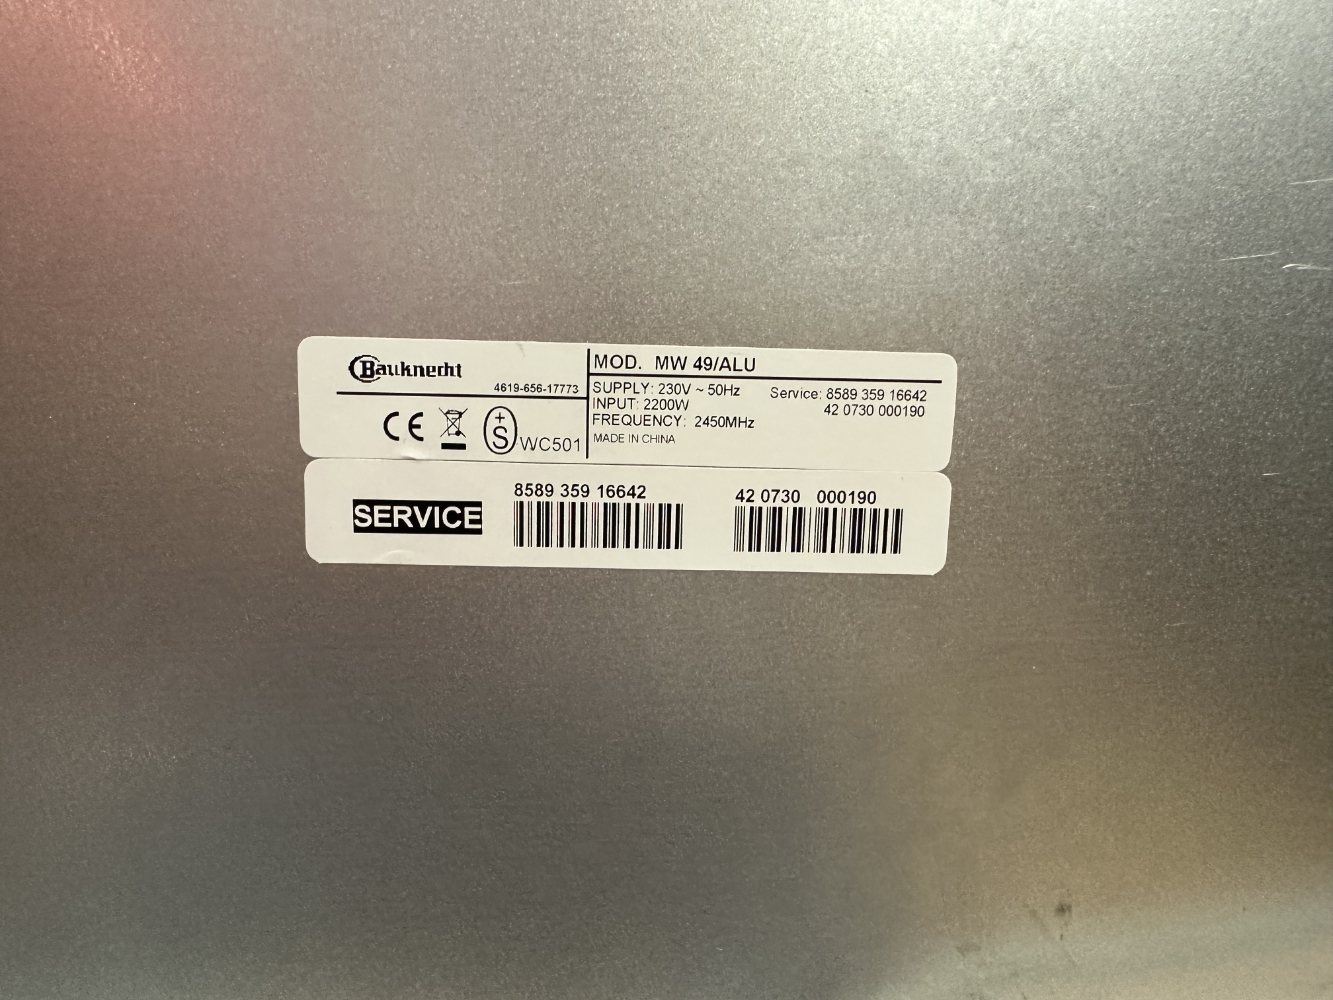 Bauknecht
4619-656-17773
CE
+
S
WC501
MOD. MW 49/ALU
SUPPLY: 230V ~ 50Hz
INPUT: 2200W
FREQUENCY: 2450MHz
MADE IN CHINA
Service: 8589 359 16642
42 0730 000190
SERVICE
8589 359 16642
42 0730 000190